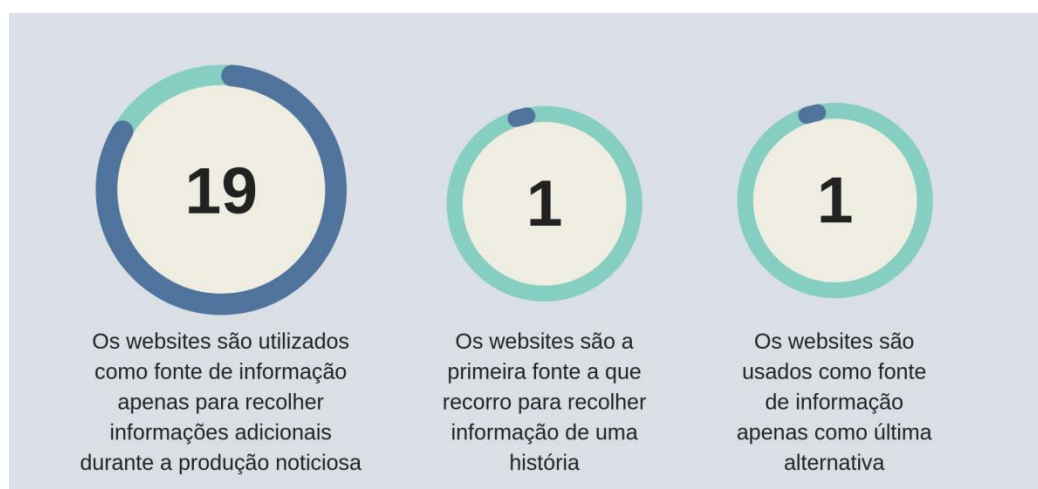 19
Os websites são utilizados
como fonte de informação
apenas para recolher
informações adicionais
durante a produção noticiosa
1
Os websites são a
primeira fonte a que
recorro para recolher
informação de uma
história
1
Os websites são
usados como fonte
de informação
apenas como última
alternativa